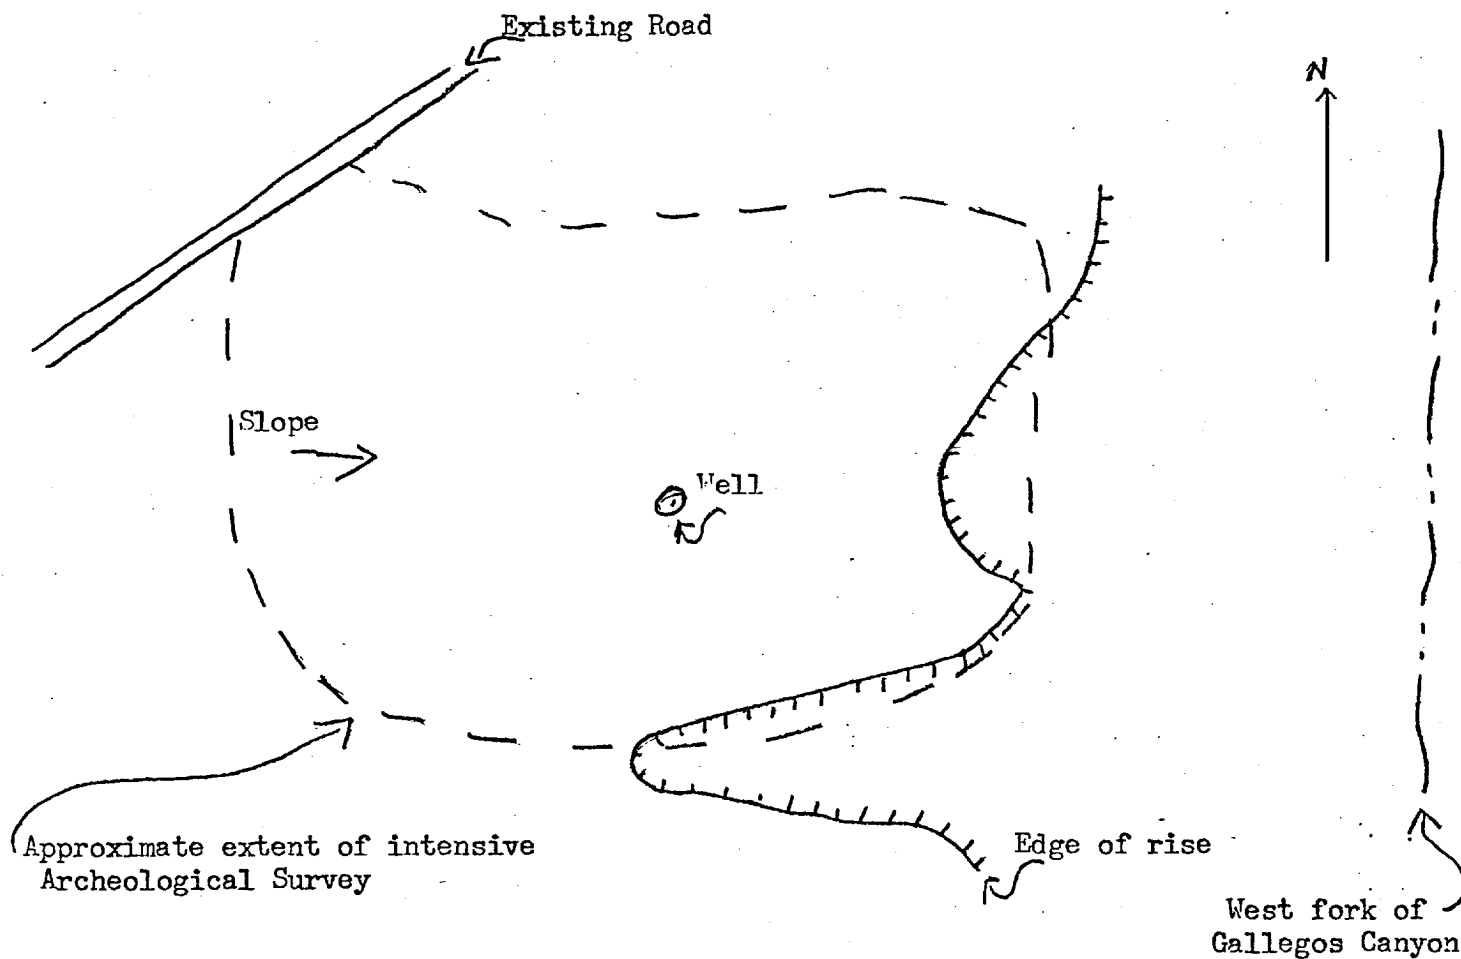 Existing Road
N
Slope
Well
Approximate extent of intensive
Archeological Survey
Edge of rise
West fork of
Gallegos Canyon